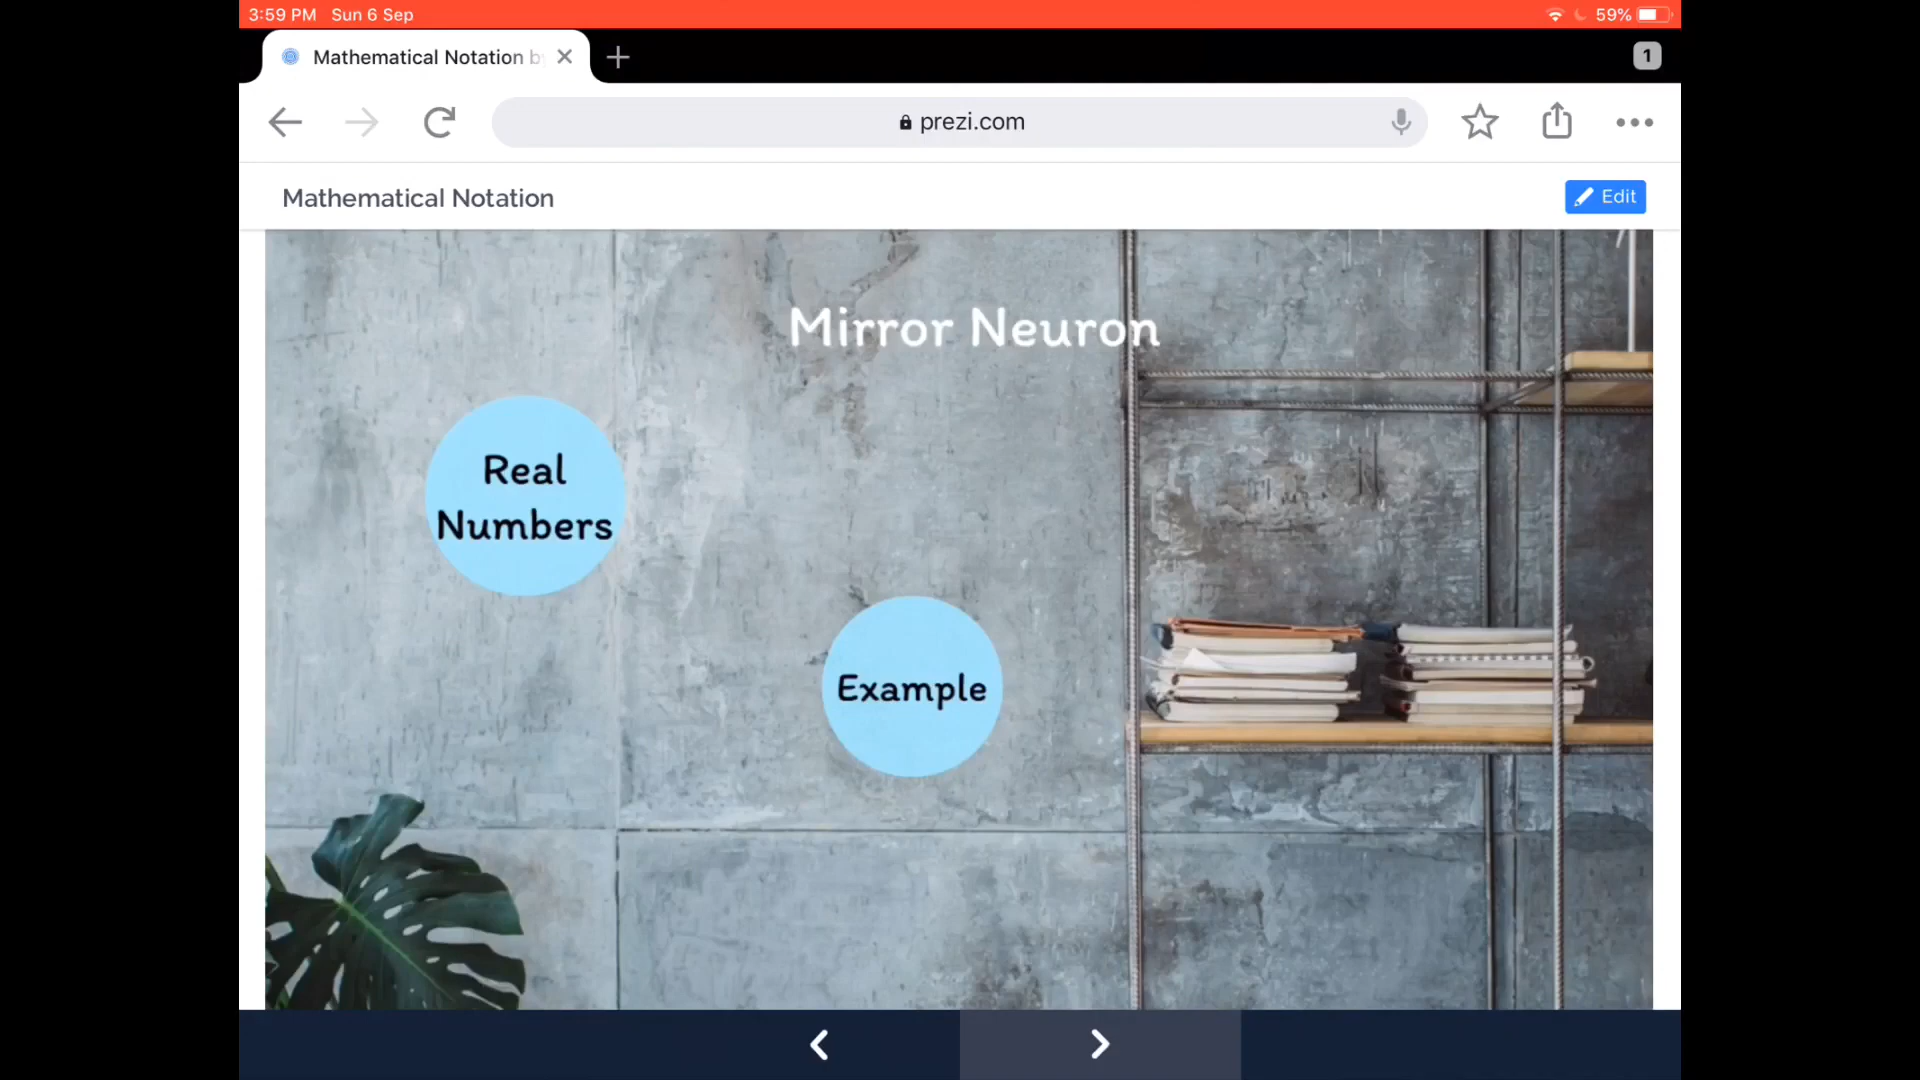 3:59 PM Sun 6 Sep
59%
Mathematical Notation
1
prezi.com
Mathematical Notation
Edit
Mirror Neuron
Real
Numbers
Example